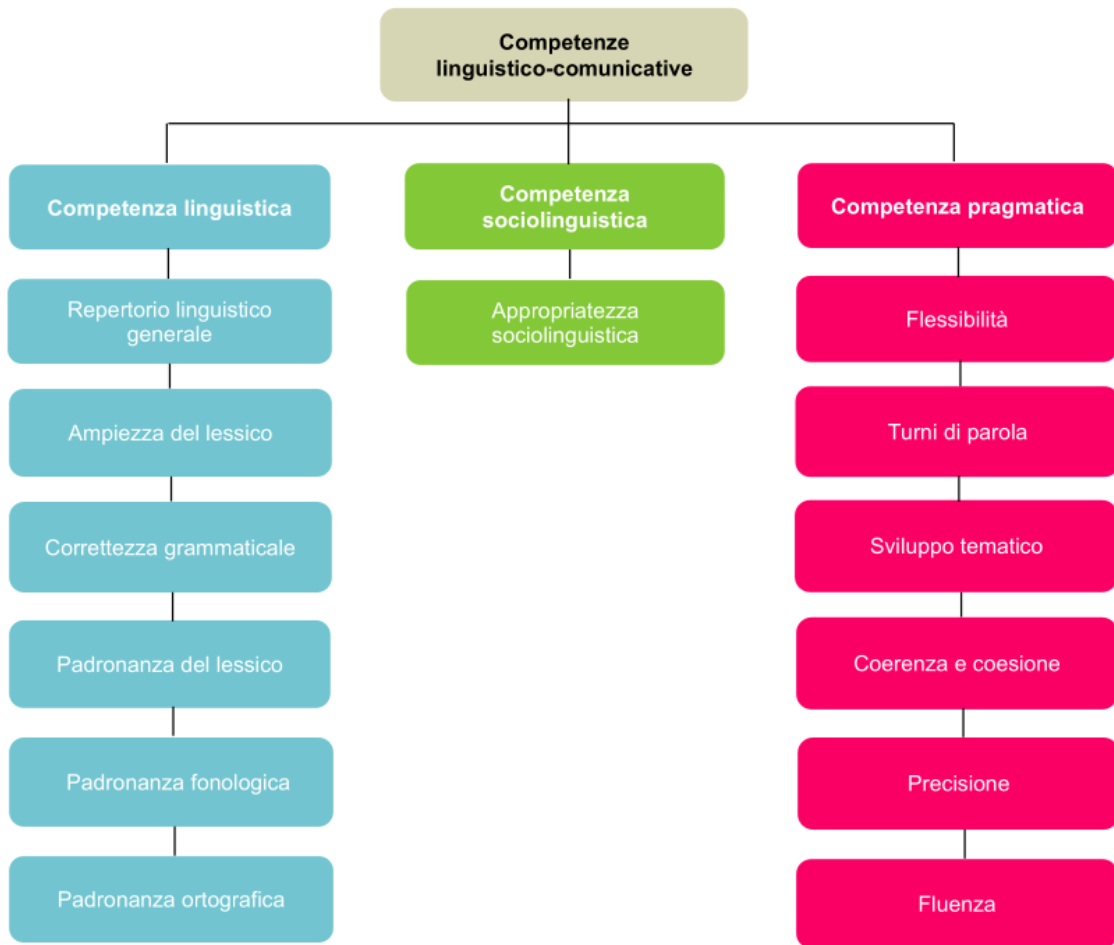 Competenze
linguistico-comunicative
Competenza linguistica
Competenza
sociolinguistica
Competenza pragmatica
Repertorio linguistico
generale
Appropriatezza
sociolinguistica
Flessibilità
Ampiezza del lessico
Turni di parola
Correttezza grammaticale
Sviluppo tematico
Padronanza del lessico
Coerenza e coesione
Padronanza fonologica
Precisione
Padronanza ortografica
Fluenza